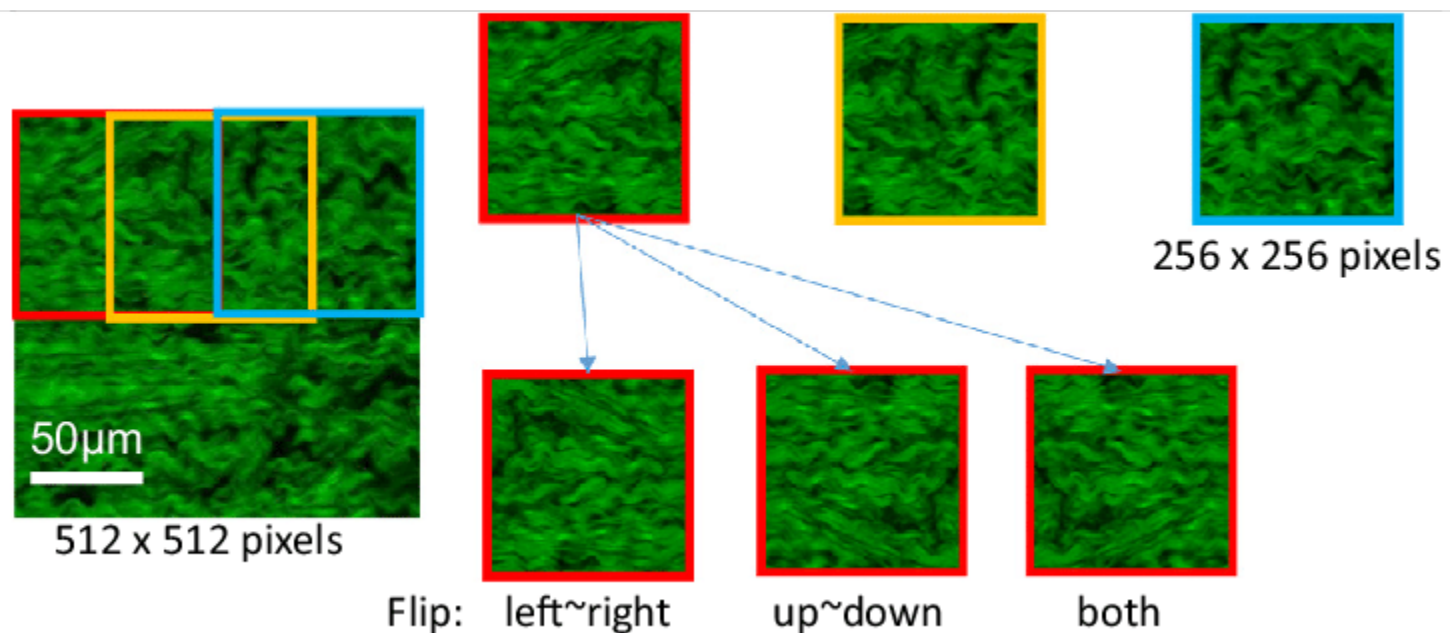 256 x 256 pixels
50μm
512 x 512 pixels
Flip: left~right up~down both